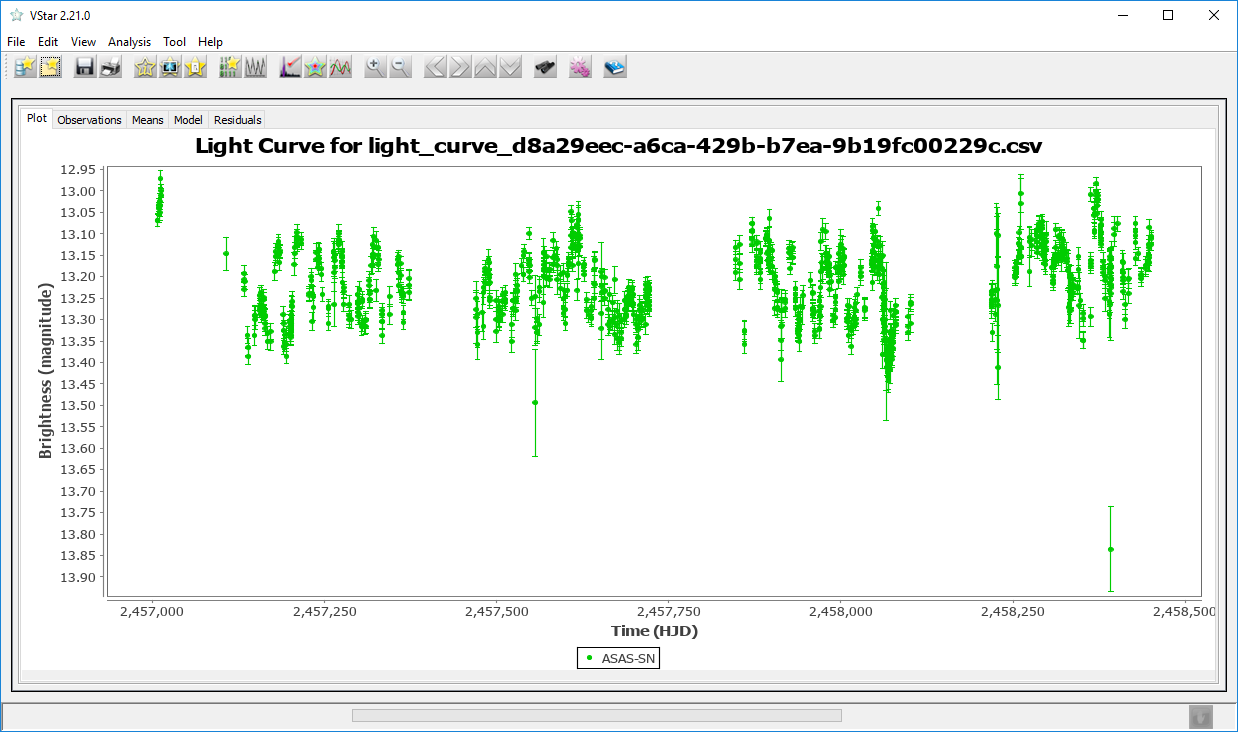 VStar 2.21.0
File Edit View Analysis Tool Help
Plot Observations Means Model Residuals
Light Curve for light_curve_d8a29eec-a6ca-429b-b7ea-9b19fc00229c.csv
Brightness (magnitude)
12.95
13.00
13.05
13.10
13.15
13.20
13.25
13.30
13.35
13.40
13.45
13.50
13.55
13.60
13.65
13.70
13.75
13.80
13.85
13.90
2,457,000 2,457,250 2,457,500 2,457,750 2,458,000 2,458,250 2,458,500
Time (HJD)
ASAS-SN